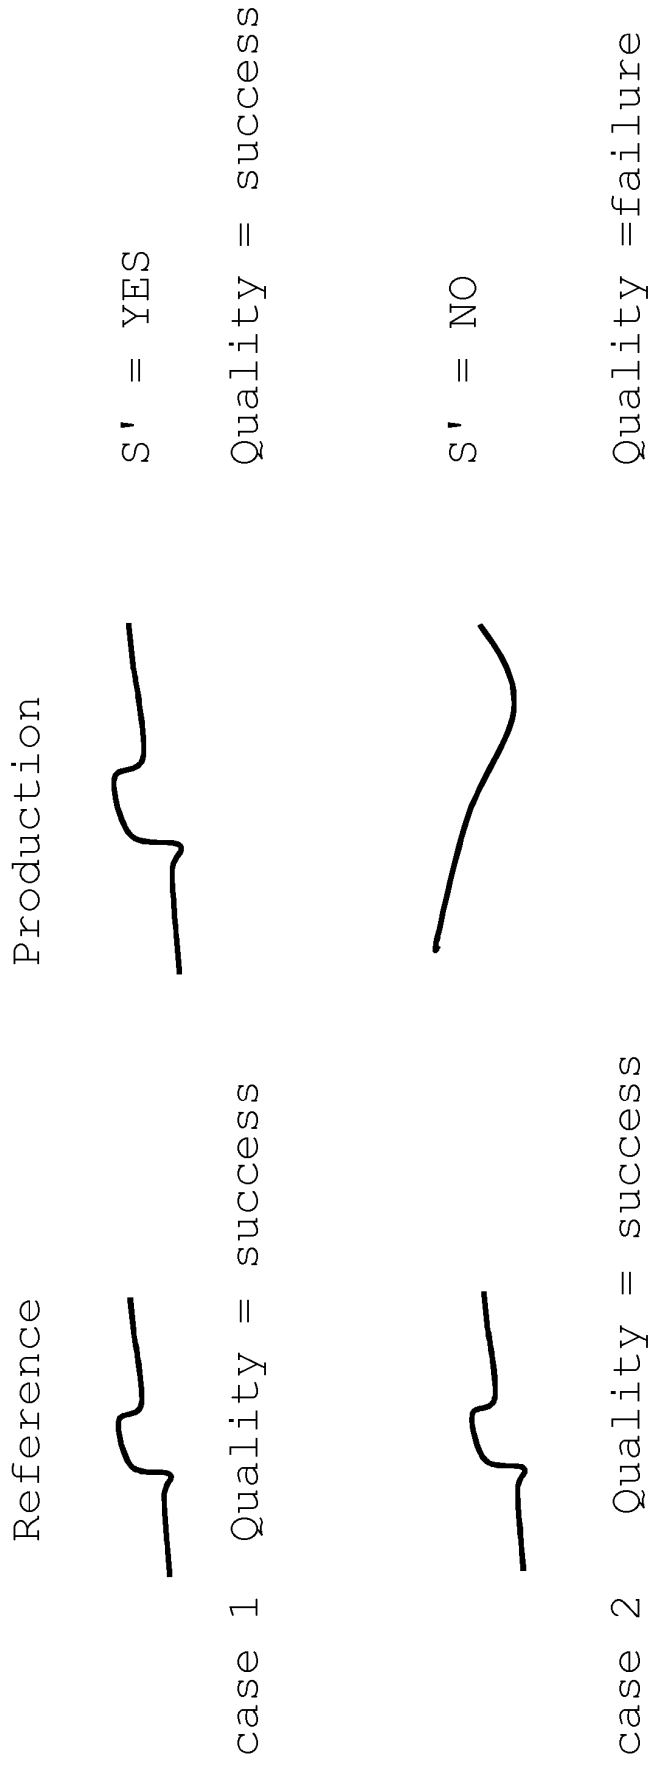 Reference Production
S' = YES
case 1 Quality = success Quality = success
S' = NO
case 2 Quality = success Quality =failure